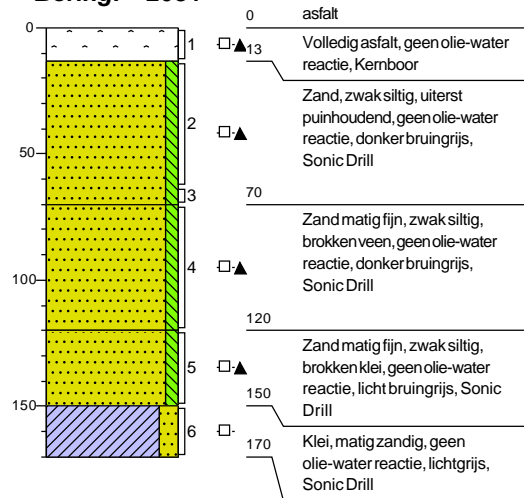 0 asfalt
0
1
13 Volledig asfalt, geen olie-water
reactie, Kernboor
Zand, zwak siltig, uiterst
puinhoudend, geen olie-water
reactie, donker bruingrijs,
Sonic Drill
2
50
3
70
Zand matig fijn, zwak siltig,
brokken veen, geen olie-water
reactie, donker bruingrijs,
Sonic Drill
4
100
120
Zand matig fijn, zwak siltig,
brokken klei, geen olie-water
reactie, licht bruingrijs, Sonic
Drill
5
150
150
6
170 Klei, matig zandig, geen
olie-water reactie, lichtgrijs,
Sonic Drill